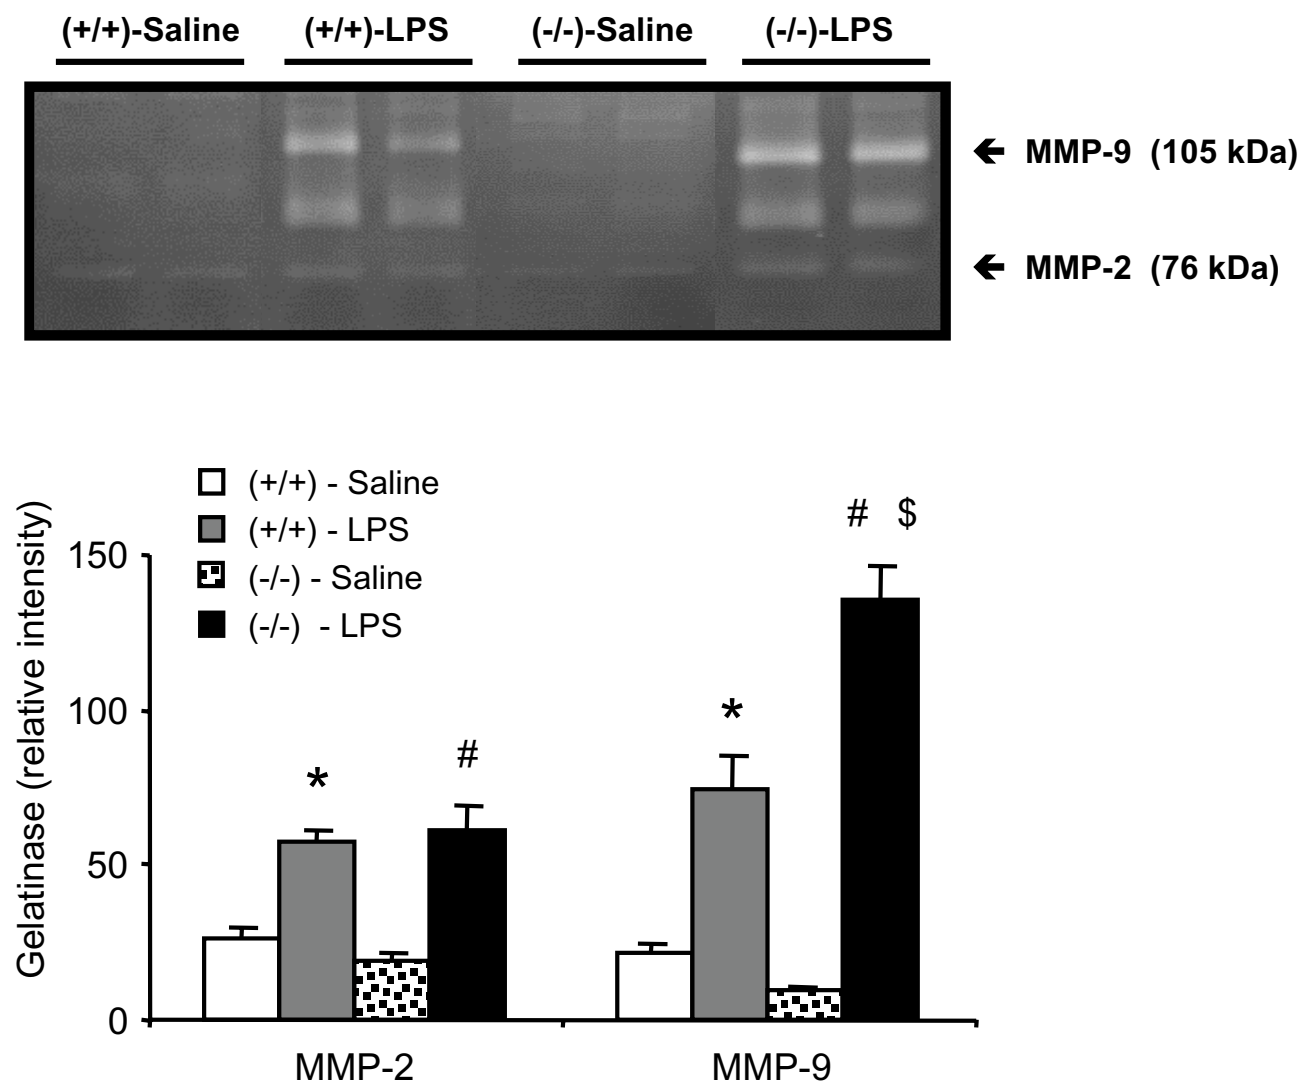 (+/+)-Saline (+/+)-LPS (-/-)-Saline (-/-)-LPS
← MMP-9 (105 kDa)
← MMP-2 (76 kDa)
(+/+) - Saline
(+/+) - LPS
(-/-) - Saline
(-/-) - LPS
Gelatinase (relative intensity)
150
100
50
0
* # * # $
MMP-2 MMP-9